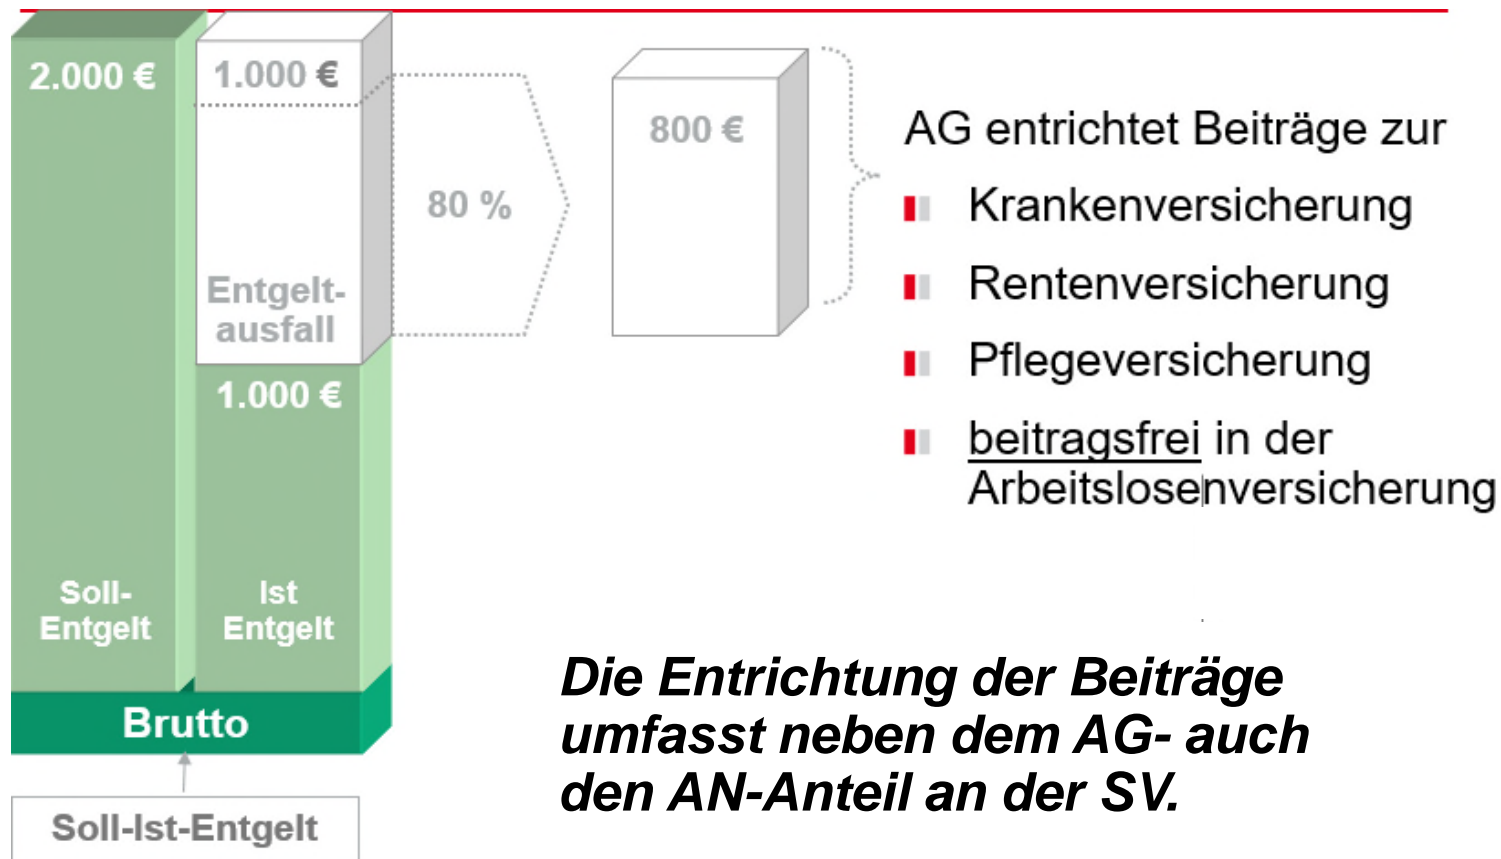 2.000 €
1.000 €
Entgelt-
ausfall
1.000 €
Soll-
Entgelt
Ist
Entgelt
Brutto
Soll-Ist-Entgelt
80 %
800 €
AG entrichtet Beiträge zur
Krankenversicherung
Rentenversicherung
Pflegeversicherung
beitragsfrei in der
Arbeitslosenversicherung
Die Entrichtung der Beiträge
umfasst neben dem AG- auch
den AN-Anteil an der SV.